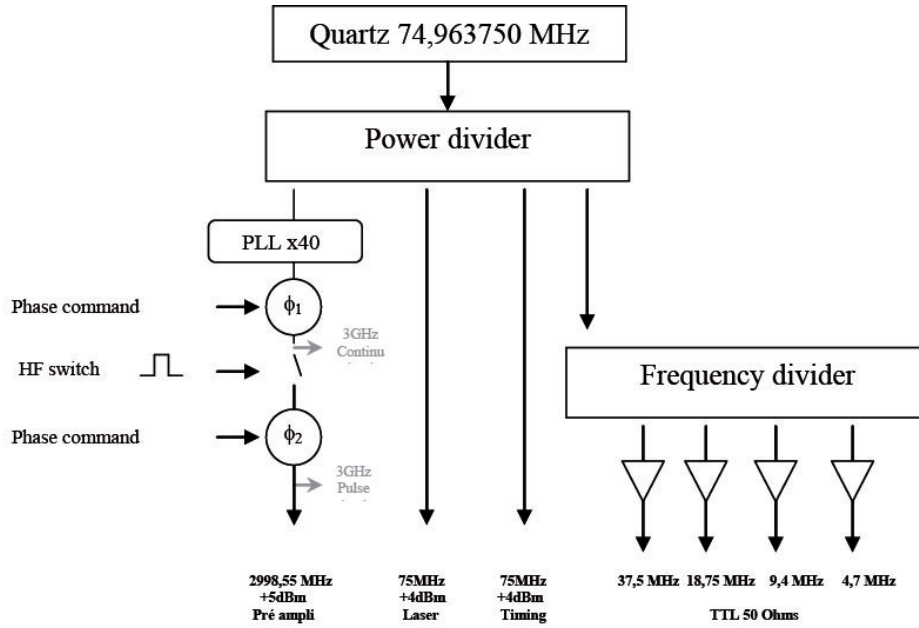 Quartz 74,963750 MHz
Power divider
PLL x40
Phase command
ϕ1
3GHz
Continu
HF switch
Frequency divider
Phase command
ϕ2
3GHz
Pulse
2998,55 MHz
+5dBm
Pré ampli
75MHz
+4dBm
Laser
75MHz
+4dBm
Timing
37,5 MHz
18,75 MHz
9,4 MHz
4,7 MHz
TTL 50 Ohms